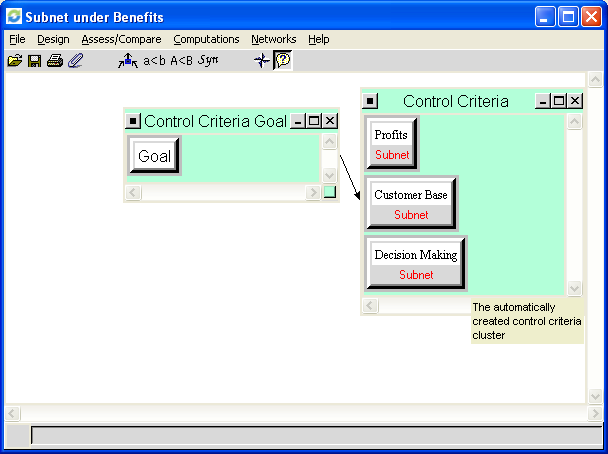 Subnet under Benefits
File Design Assess/Compare Computations Networks Help
a<b A<B Syn
Control Criteria Goal
Goal
Control Criteria
Profits
Subnet
Customer Base
Subnet
Decision Making
Subnet
The automatically
created control criteria
cluster